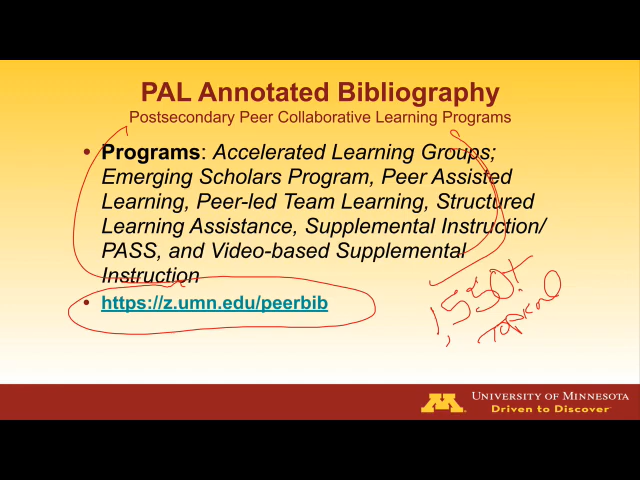 PAL Annotated Bibliography
Postsecondary Peer Collaborative Learning Programs
• Programs: Accelerated Learning Groups;
Emerging Scholars Program, Peer Assisted
Learning, Peer-led Team Learning, Structured
Learning Assistance, Supplemental Instruction/
PASS, and Video-based Supplemental
Instruction
• https://z.umn.edu/peerbib
1,550+
UNIVERSITY OF MINNESOTA
Driven to Discover